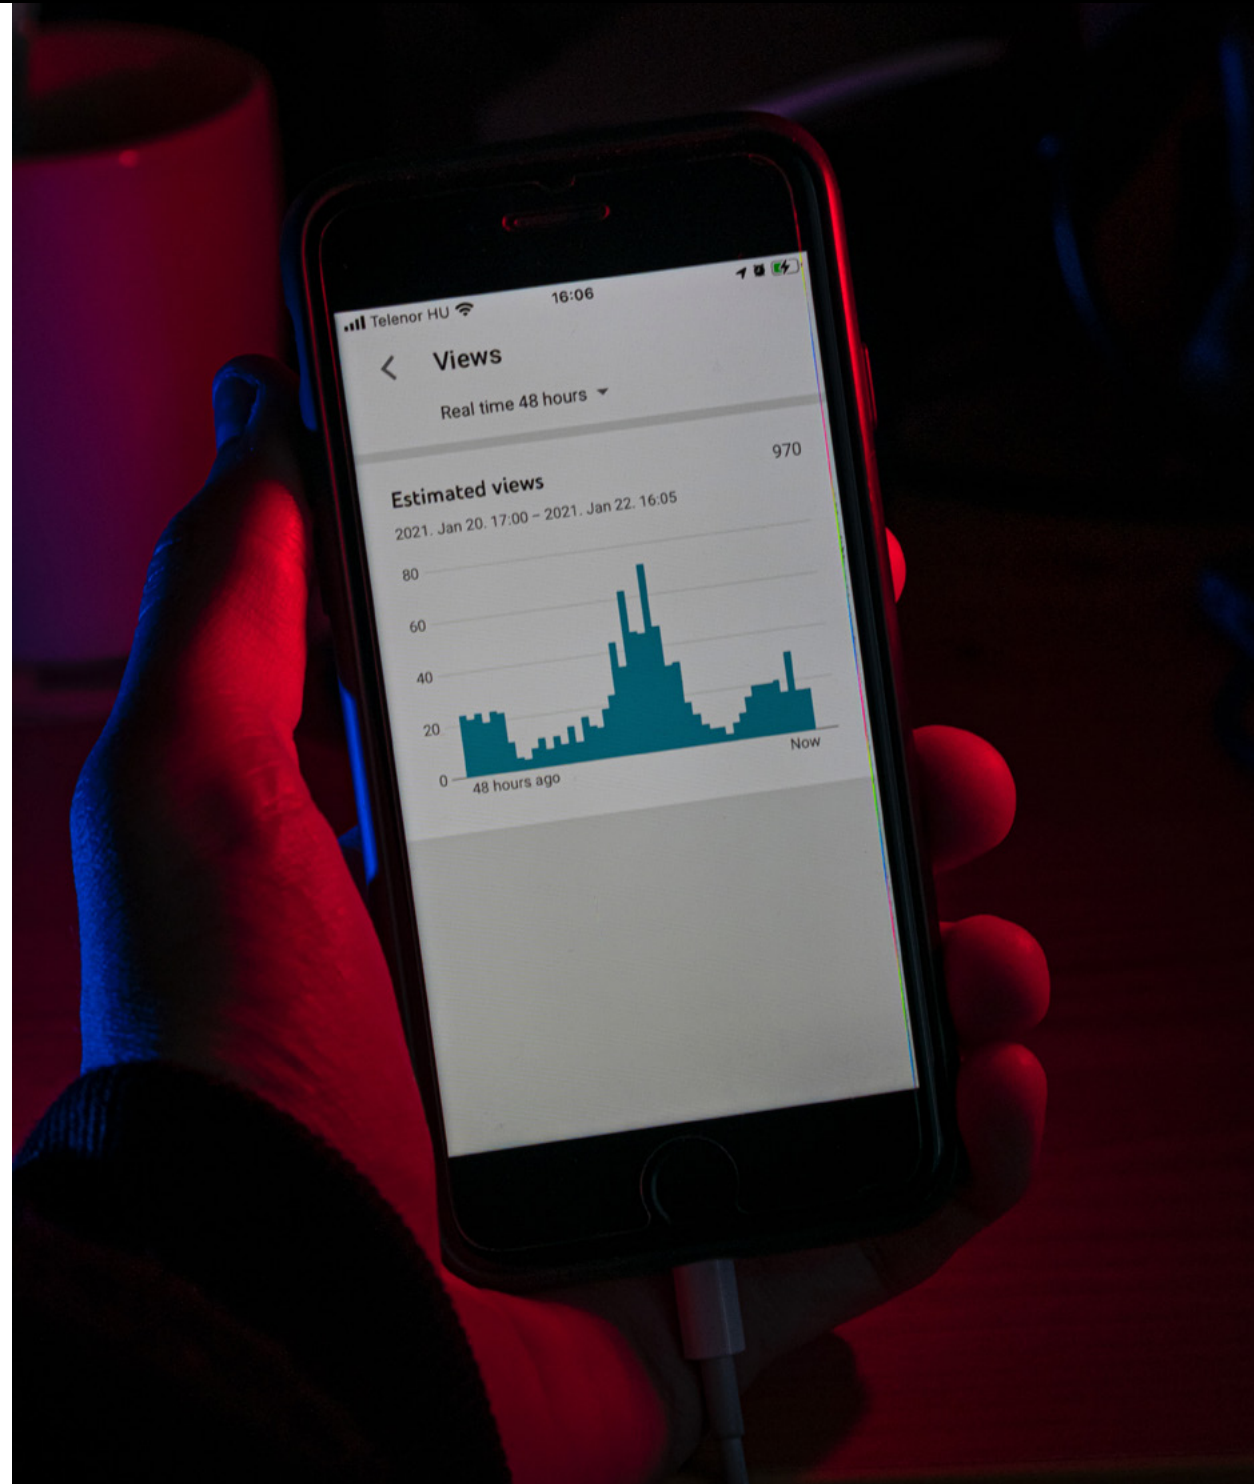 Telenor HU
16:06
Views
Real time 48 hours
Estimated views
970
2021. Jan 20. 17:00 – 2021. Jan 22. 16:05
80
60
40
20
0
48 hours ago
Now